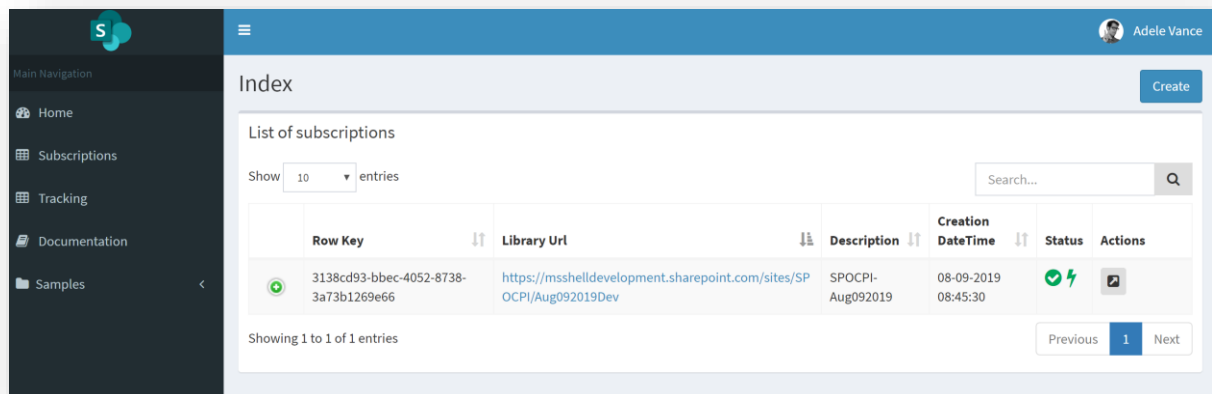 S
Adele Vance
Main Navigation
Home
Subscriptions
Tracking
Documentation
Samples
Index
Create
List of subscriptions
Show 10 entries
Search...
Row Key
Library Url
Description
Creation
DateTime
Status
Actions
3138cd93-bbec-4052-8738-
3a73b1269e66
https://msshelldevelopment.sharepoint.com/sites/SP
OCPI/Aug092019Dev
SPOCPI-
Aug092019
08-09-2019
08:45:30
Showing 1 to 1 of 1 entries
Previous 1 Next